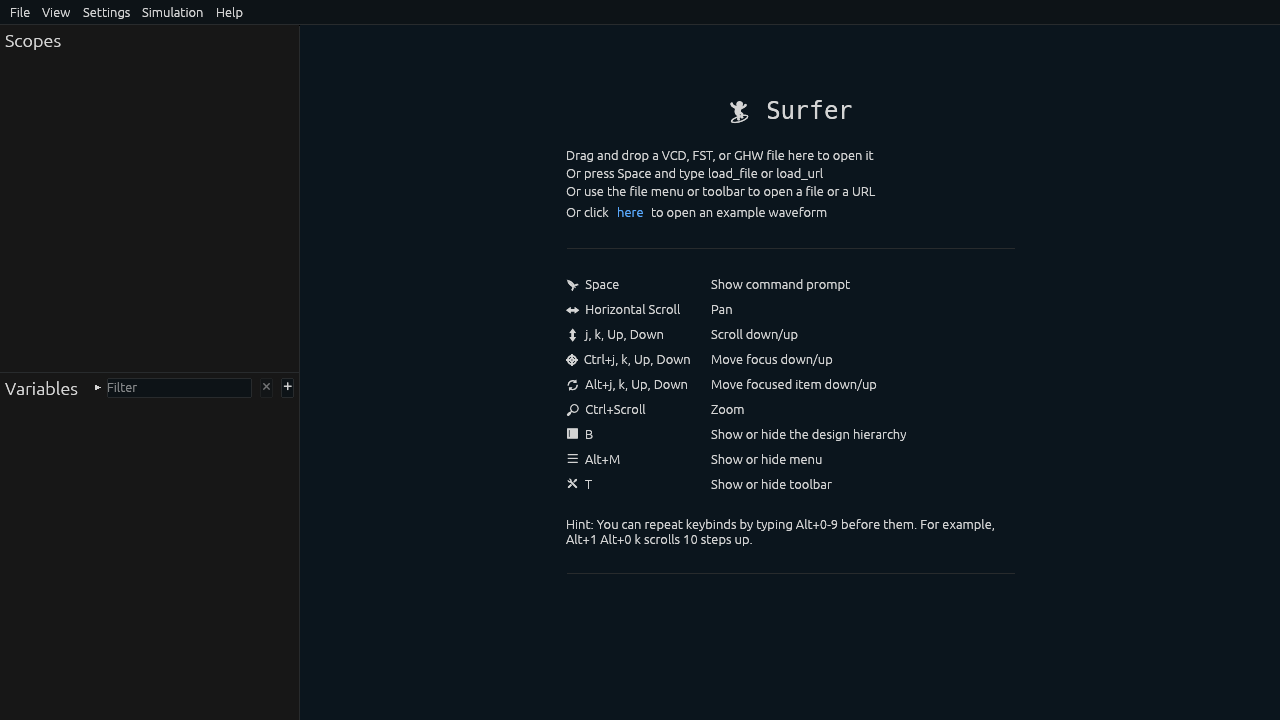 File View Settings Simulation Help
Scopes
Surfer
Drag and drop a VCD, FST, or GHW file here to open it
Or press Space and type load_file or load_url
Or use the file menu or toolbar to open a file or a URL
Or click here to open an example waveform
Space Show command prompt
Horizontal Scroll Pan
j, k, Up, Down Scroll down/up
Ctrl+j, k, Up, Down Move focus down/up
Alt+j, k, Up, Down Move focused item down/up
Ctrl+Scroll Zoom
B Show or hide the design hierarchy
Alt+M Show or hide menu
T Show or hide toolbar
Hint: You can repeat keybinds by typing Alt+0-9 before them. For example,
Alt+1 Alt+0 k scrolls 10 steps up.
Variables Filter